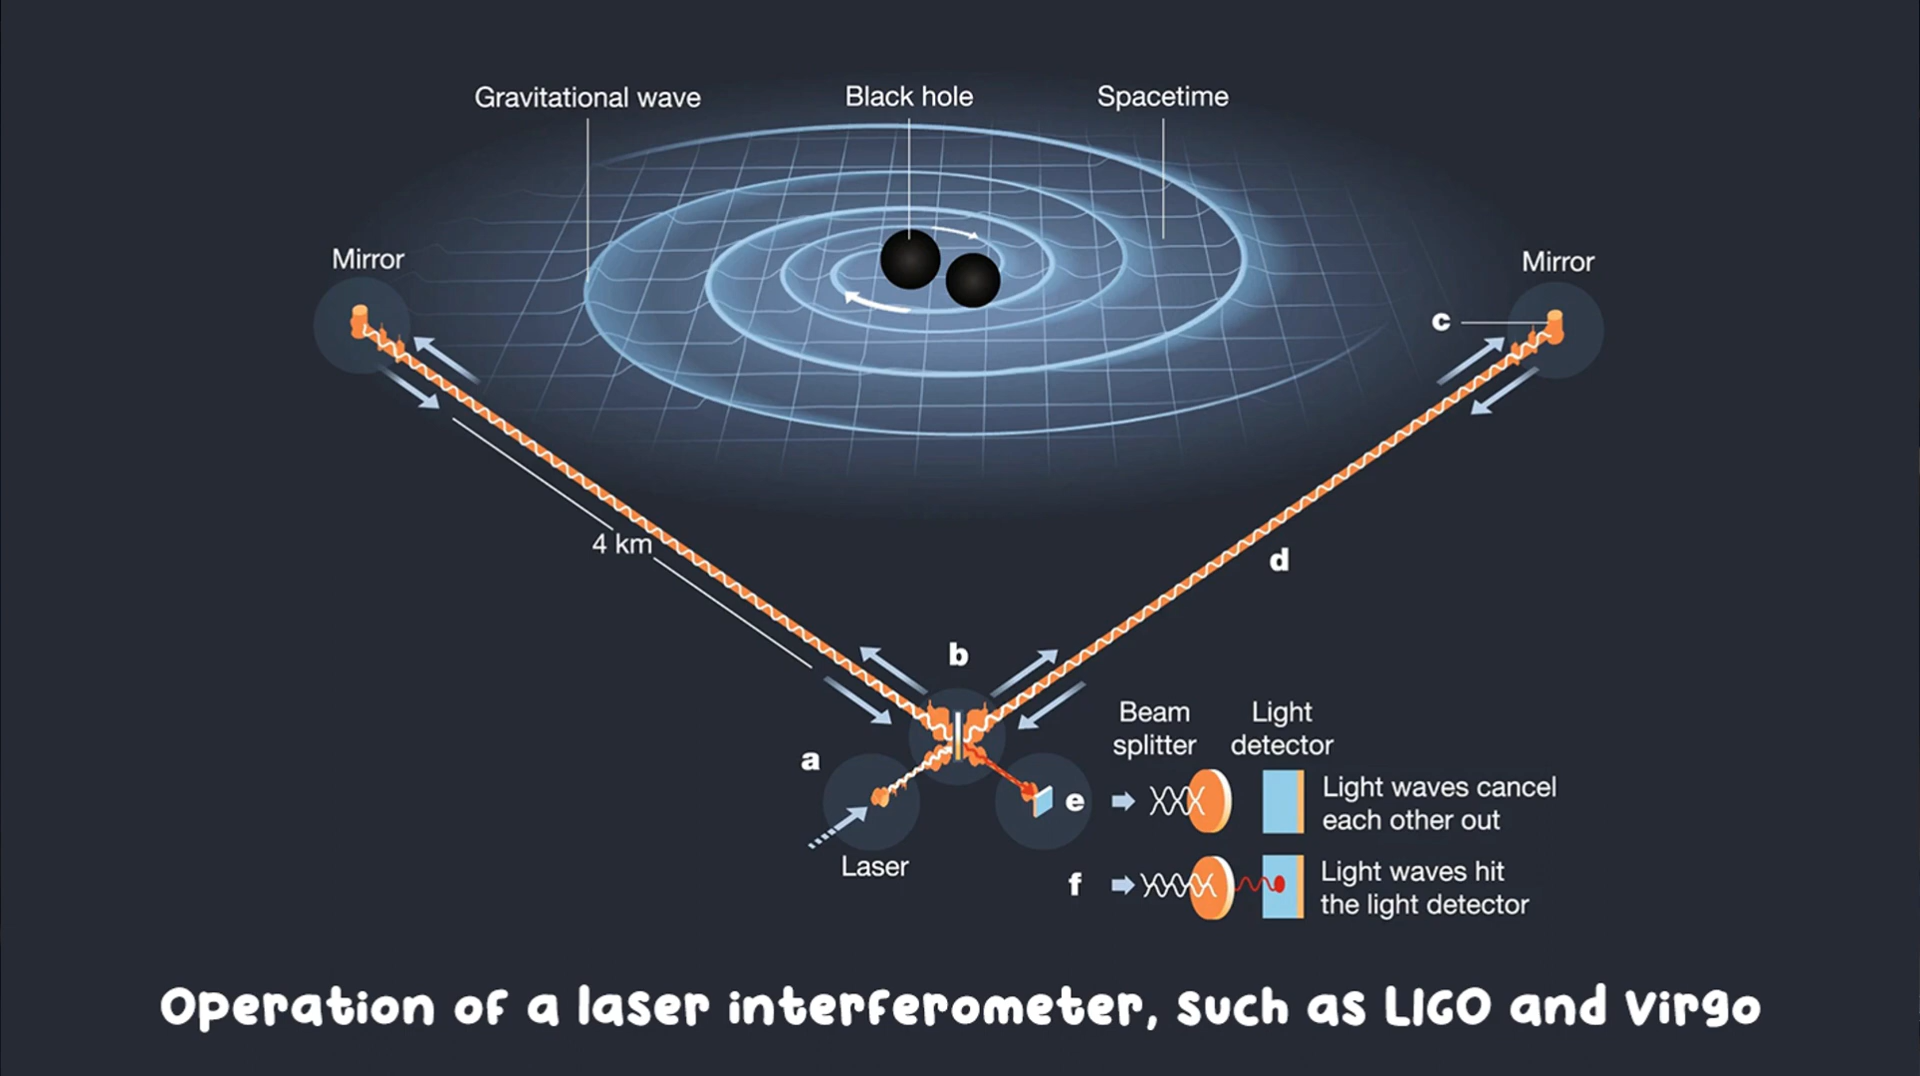 Gravitational wave
Black hole
Spacetime
Mirror
Mirror
c
4 km
d
b
a
Laser
Beam
splitter
Light
detector
e
Light waves cancel
each other out
f
Light waves hit
the light detector
Operation of a laser interferometer, such as LIGO and Virgo